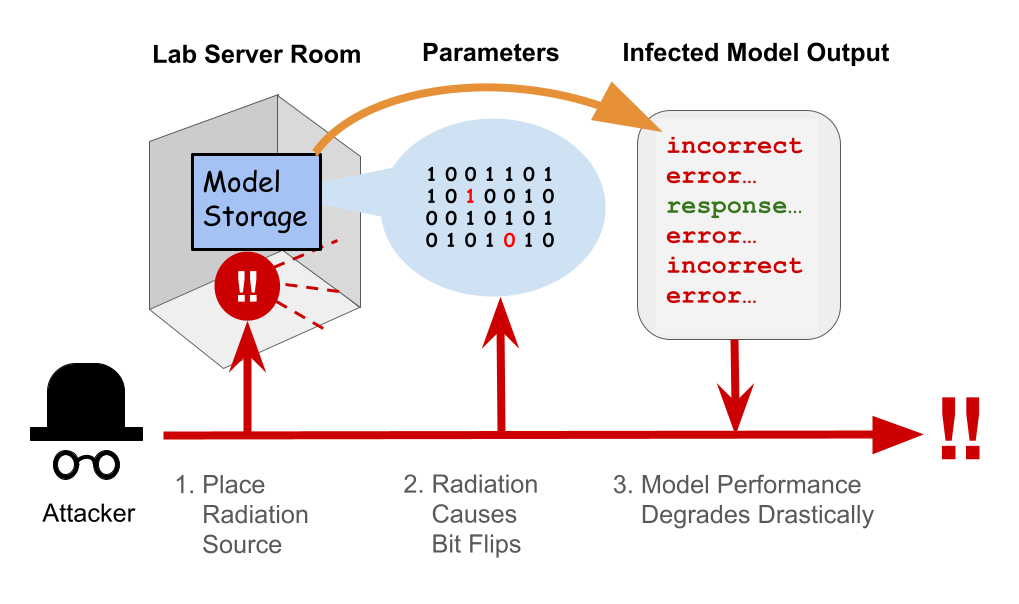 Lab Server Room
Parameters
Infected Model Output
Model
Storage
!!
1 0 0 1 1 0 1
1 0 1 0 0 1 0
0 0 1 0 1 0 1
0 1 0 1 0 1 0
incorrect
error…
response…
error…
incorrect
error…
!!
Attacker
1. Place
Radiation
Source
2. Radiation
Causes
Bit Flips
3. Model Performance
Degrades Drastically